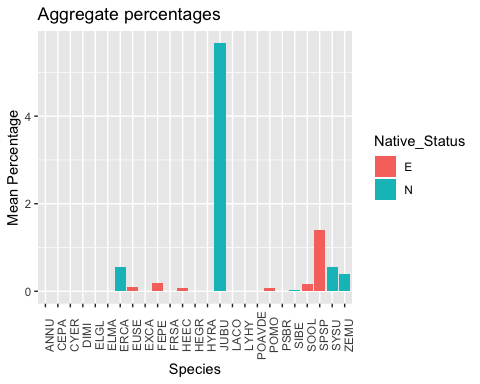 Aggregate percentages
Mean Percentage
4
2
0
ANNU
CEPA
CYER
DIMI
ELGL
ELMA
ERCA
EUSE
EXCA
FEPE
FRSA
HEEC
HEGR
HYRA
JUBU
LACO
LYHY
POAVDE
POMO
PSBR
SIBE
SOOL
SPSP
SYSU
ZEMU
Species
Native_Status
E
N